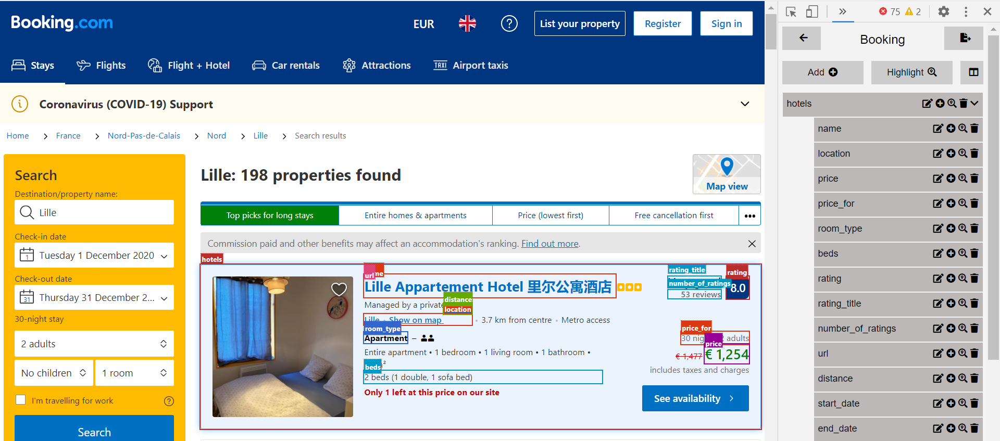 Booking.com
EUR
List your property
Register
Sign in
Stays
Flights
Flight + Hotel
Car rentals
Attractions
TAXI
Airport taxis
Coronavirus (COVID-19) Support
Home
France
Nord-Pas-de-Calais
Nord
Lille
Search results
Search
Destination/property name:
Lille
Check-in date
1
Tuesday 1 December 2020
Check-out date
31
Thursday 31 December 2...
30-night stay
2 adults
No children
1 room
I'm travelling for work
Search
Lille: 198 properties found
Map view
Top picks for long stays
Entire homes & apartments
Price (lowest first)
Free cancellation first
•••
Commission paid and other benefits may affect an accommodation's ranking. Find out more.
hotels
url
Lille Appartement Hotel 里尔公寓酒店
rating_title
number_of_ratings
53 reviews
rating
8.0
Managed by a private
distance
location
Lille • Show on map • 3.7 km from centre • Metro access
room_type
Apartment –
Entire apartment • 1 bedroom • 1 living room • 1 bathroom •
beds
2 beds (1 double, 1 sofa bed)
Only 1 left at this price on our site
price_for
30 adults
price
€ 1,477 € 1,254
includes taxes and charges
See availability
75 2
Booking
Add
Highlight
hotels
name
location
price
price_for
room_type
beds
rating
rating_title
number_of_ratings
url
distance
start_date
end_date